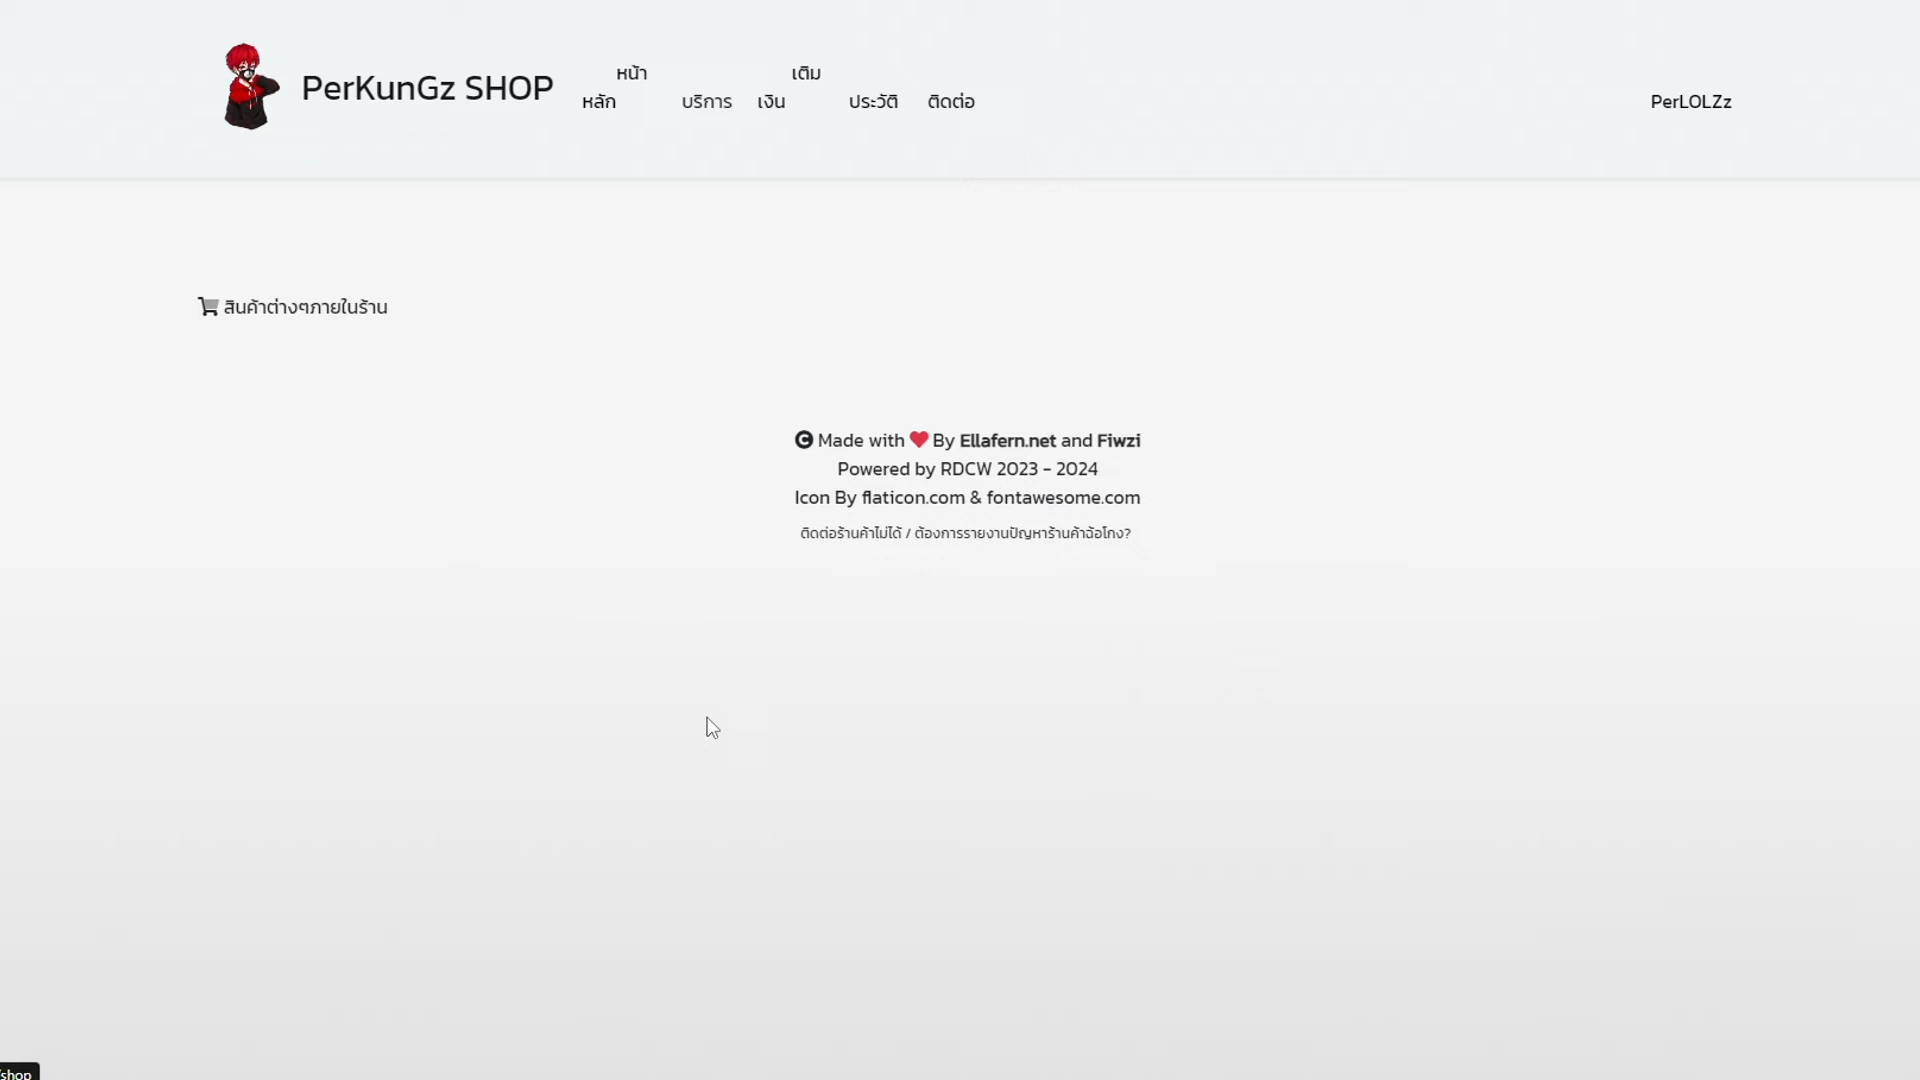 PerKunGz SHOP
หน้าหลัก
บริการ
เติมเงิน
ประวัติ
ติดต่อ
PerLOLZz
สินค้าต่างๆภายในร้าน
Made with ❤ By Ellafern.net and Fiwzi
Powered by RDCW 2023 - 2024
Icon By flaticon.com & fontawesome.com
ติดต่อร้านค้าไม่ได้ / ต้องการรายงานปัญหาร้านค้าฉ้อโกง?
shop